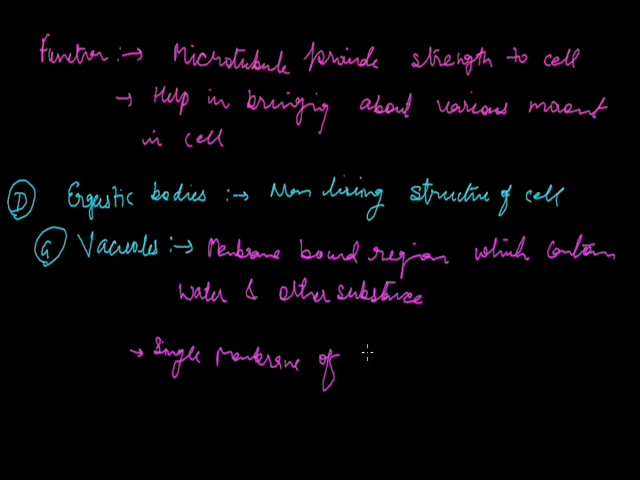 Function :→ Microtubule provide strength to cell
→ Help in bringing about various movemt
in cell
D Ergastic bodies :→ Non living structure of cell
a Vacuoles :→ Membrane bound region which contain
water & other substance
→ Single membrane of